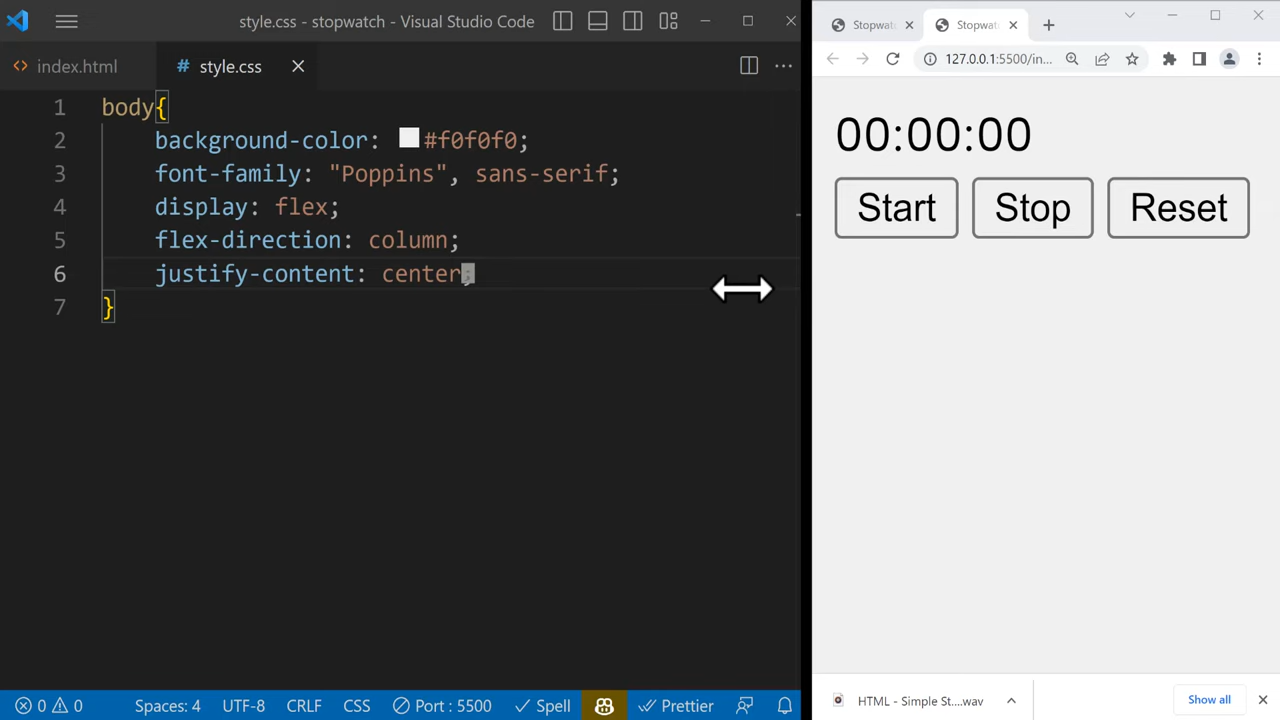 style.css - stopwatch - Visual Studio Code
index.html
# style.css
1 body{
2 background-color: #f0f0f0;
3 font-family: "Poppins", sans-serif;
4 display: flex;
5 flex-direction: column;
6 justify-content: center;
7 }
0 0 Spaces: 4 UTF-8 CRLF CSS Port : 5500 Spell Prettier
Stopwat Stopwat
127.0.0.1:5500/in...
00:00:00
Start Stop Reset
HTML - Simple St....wav Show all